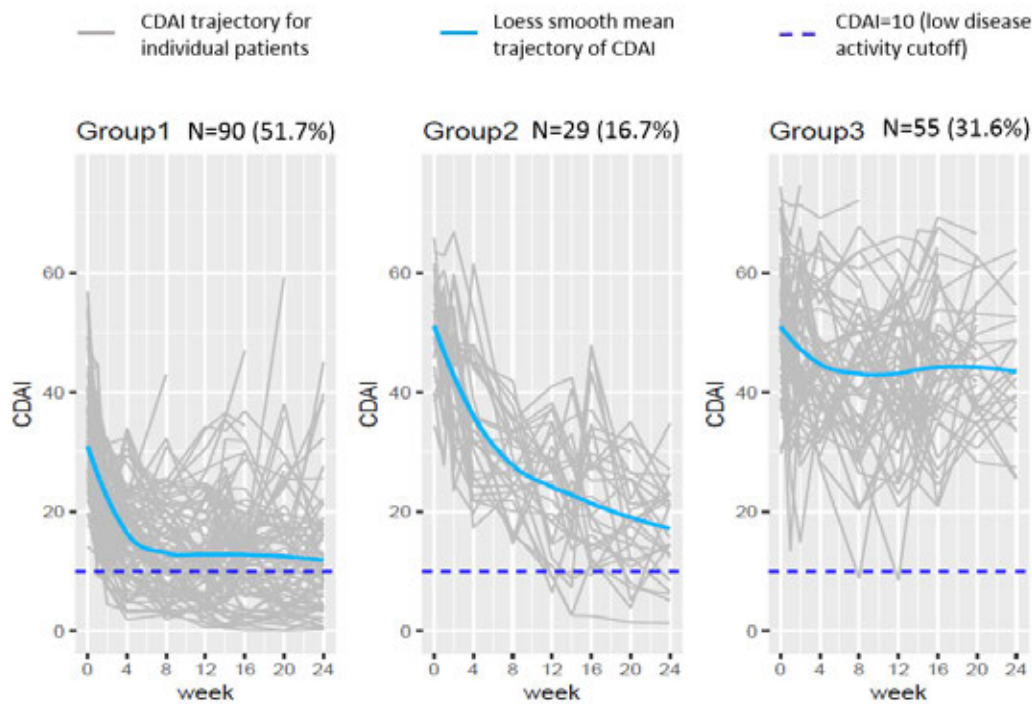 CDAI trajectory for
individual patients
Loess smooth mean
trajectory of CDAI
CDAI=10 (low disease
activity cutoff)
Group1 N=90 (51.7%)
Group2 N=29 (16.7%)
Group3 N=55 (31.6%)
CDAI
60
40
20
0
0 4 8 12 16 20 24
week
CDAI
60
40
20
0
0 4 8 12 16 20 24
week
CDAI
60
40
20
0
0 4 8 12 16 20 24
week